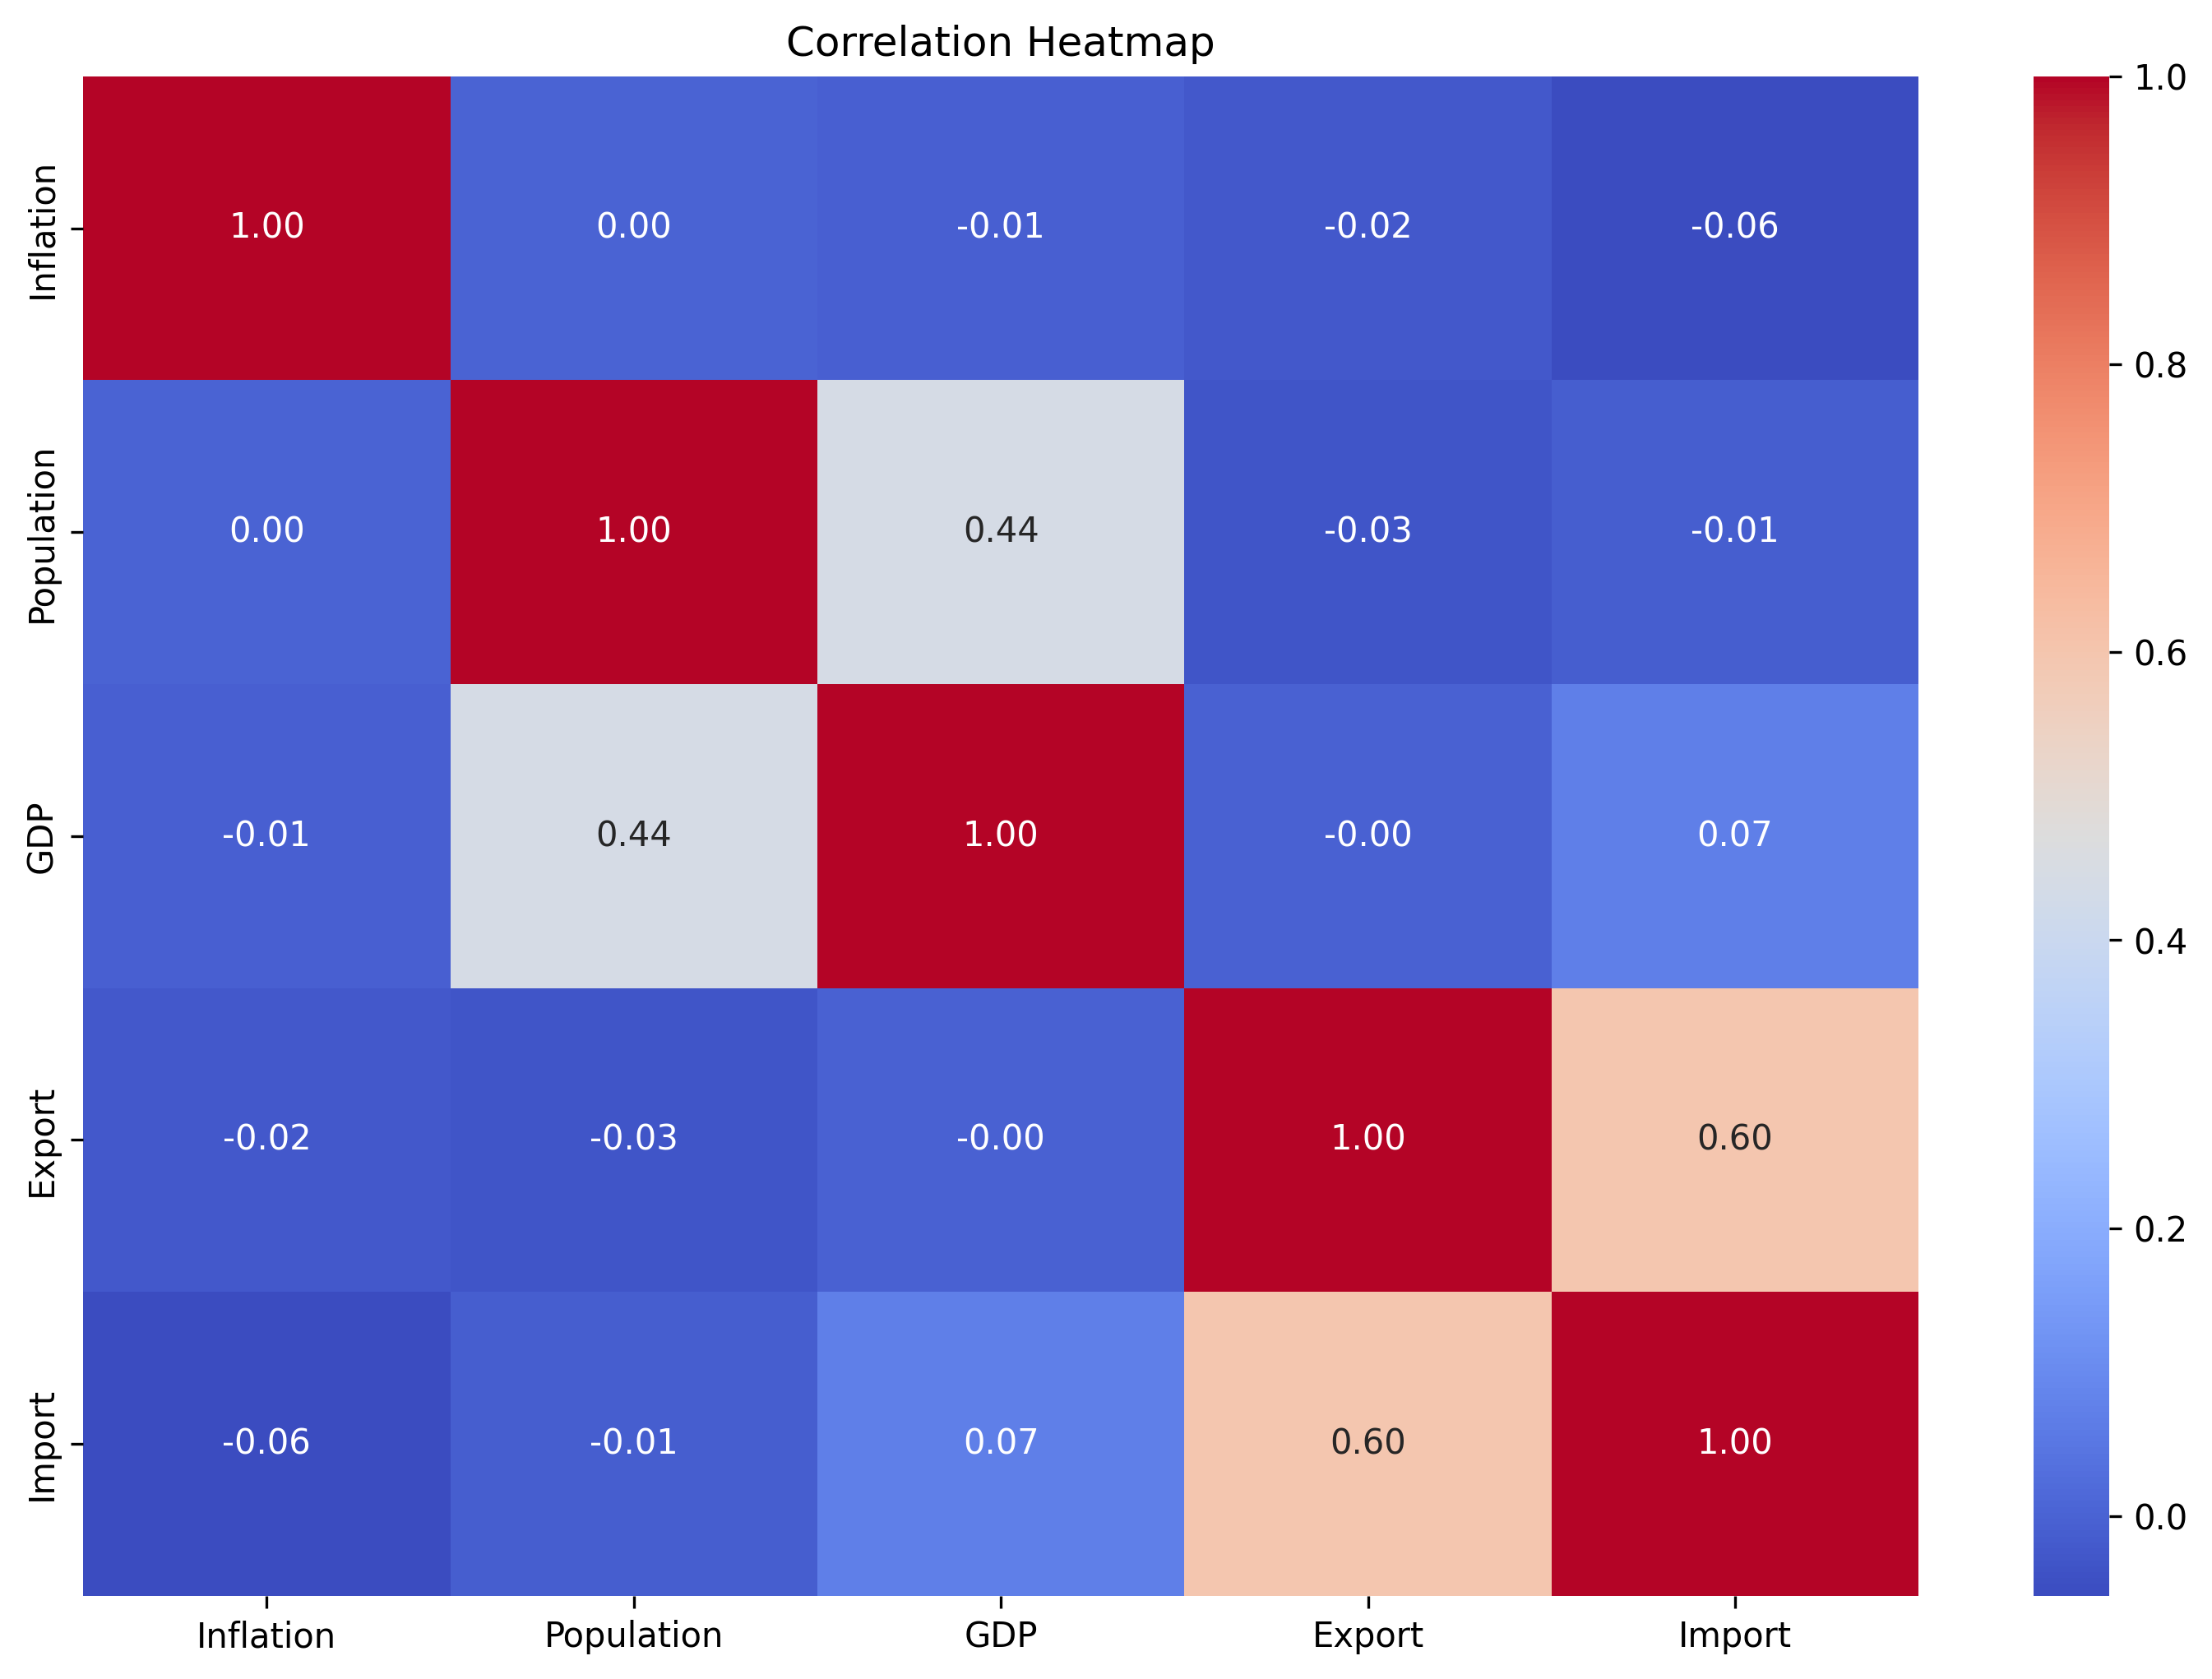 Correlation Heatmap
Inflation 1.00 0.00 -0.01 -0.02 -0.06
Population 0.00 1.00 0.44 -0.03 -0.01
GDP -0.01 0.44 1.00 -0.00 0.07
Export -0.02 -0.03 -0.00 1.00 0.60
Import -0.06 -0.01 0.07 0.60 1.00
Inflation Population GDP Export Import
1.0
0.8
0.6
0.4
0.2
0.0